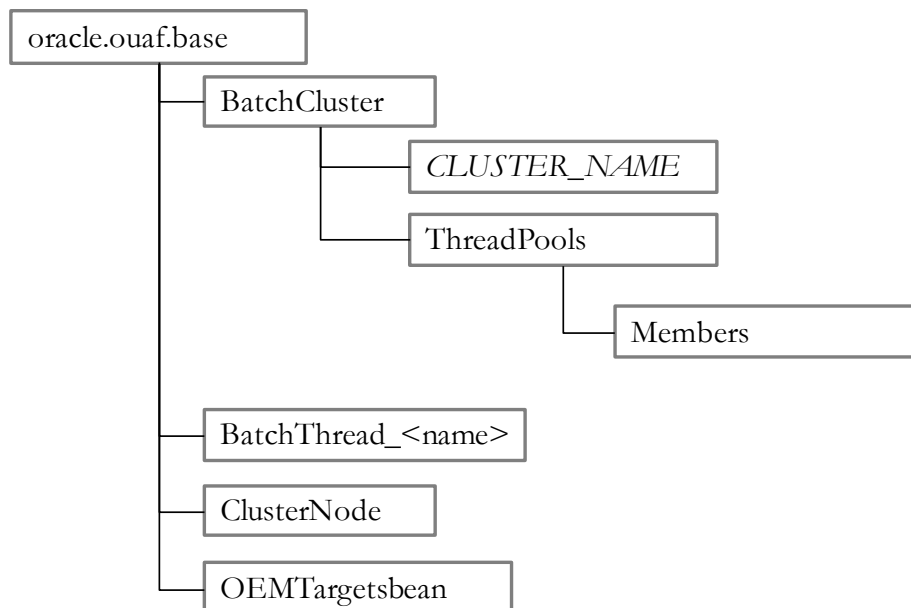 oracle.ouaf.base
BatchCluster
CLUSTER_NAME
ThreadPools
Members
BatchThread_<name>
ClusterNode
OEMTargetsbean